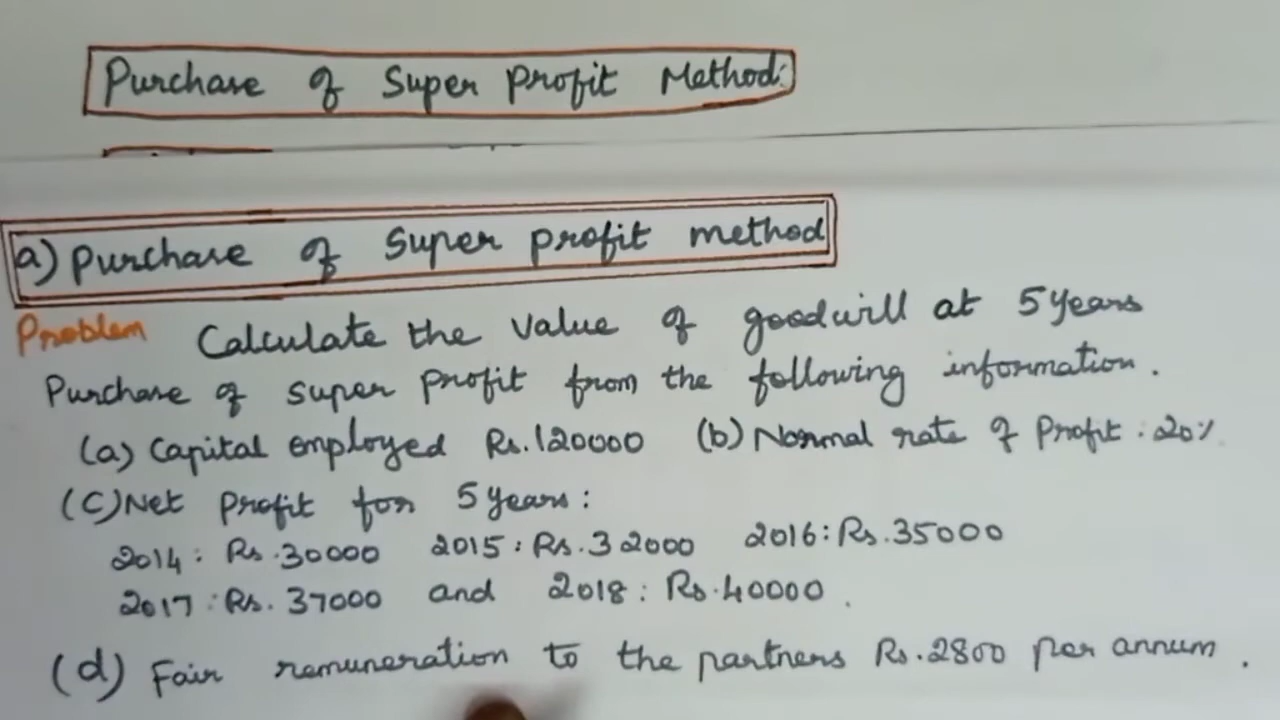 Purchase of Super Profit Method:
a) Purchase of Super profit method
Problem Calculate the Value of goodwill at 5 years
Purchase of super profit from the following information.
(a) Capital employed Rs.120000 (b) Normal rate of Profit : 20%
(C) Net Profit for 5 years :
2014 : Rs.30000 2015 : Rs.32000 2016 : Rs.35000
2017 : Rs. 37000 and 2018 : Rs.40000 .
(d) Fair remuneration to the partners Rs.2800 per annum .